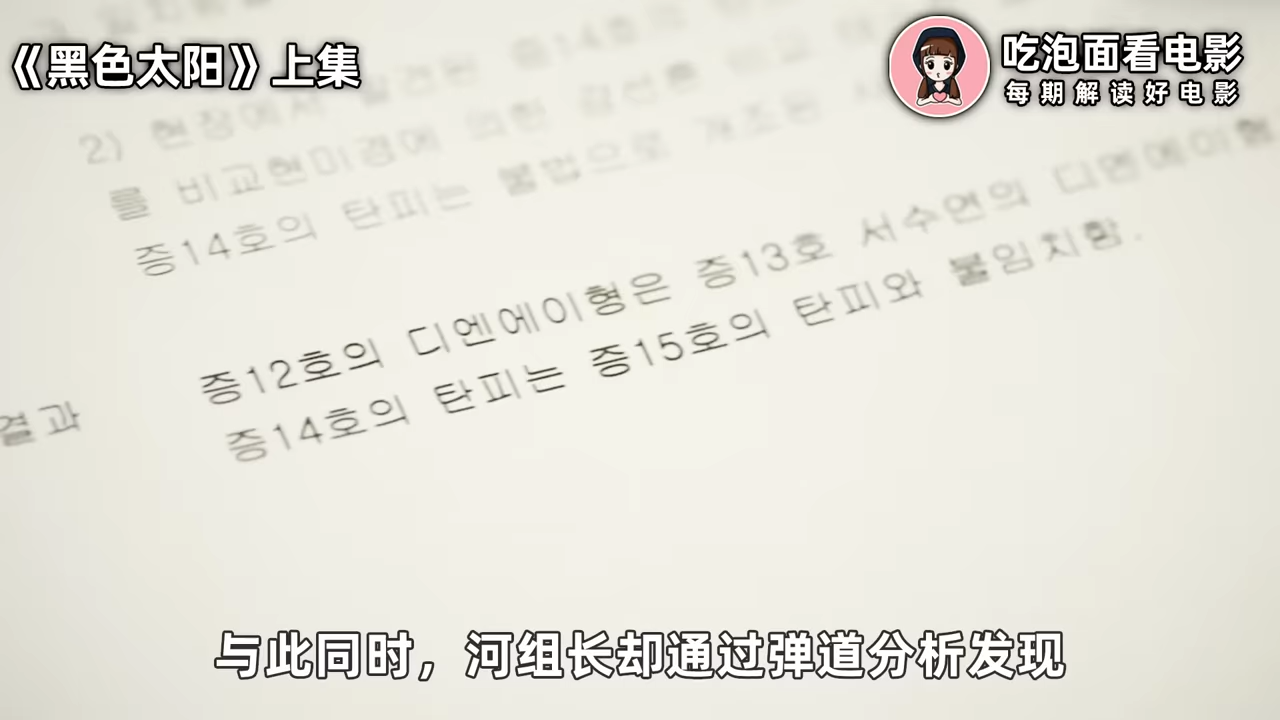 《黑色太阳》上集
吃泡面看电影
每期解读好电影
증14호의
2) 현장에서 발견된
를 비교현미경에 의한
증14호의 탄피는 불법으로 개조된
결과
증12호의 디엔에이형은 증13호 서수연의 디엔에이형
증14호의 탄피는 증15호의 탄피와 불일치함.
与此同时，河组长却通过弹道分析发现